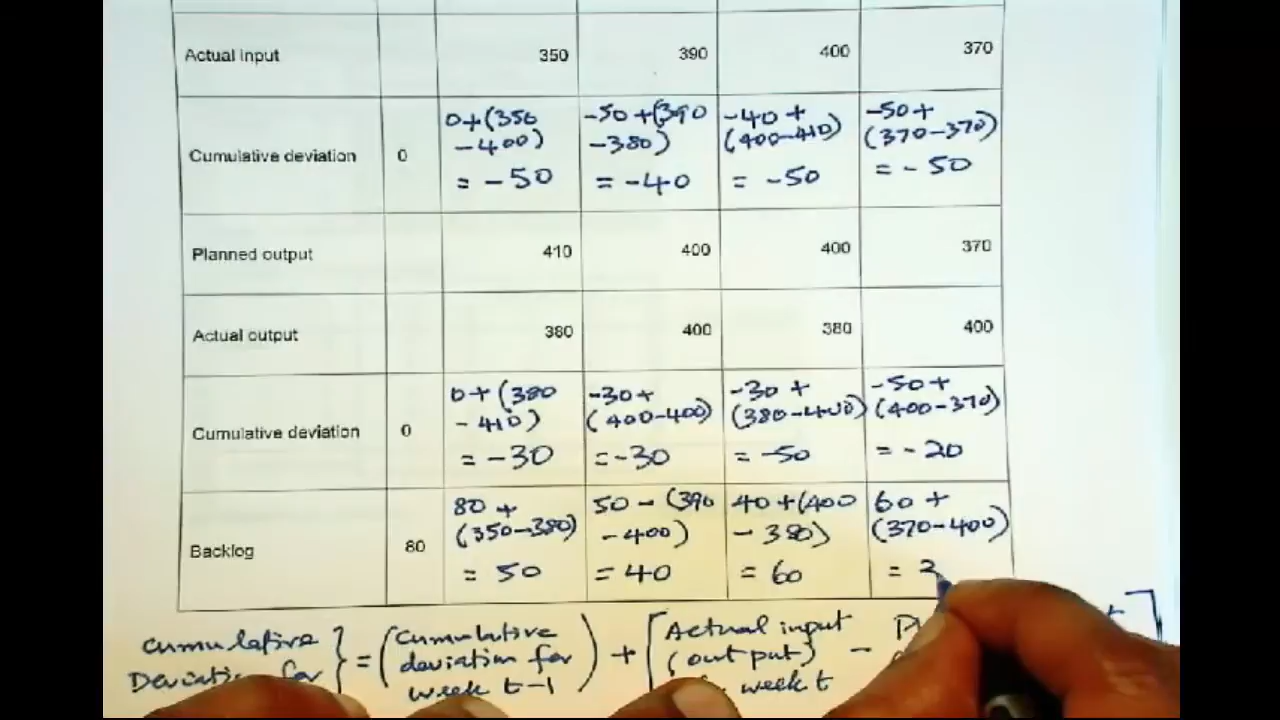 Actual input 350 390 400 370
0+(350 -50+(390 -40+ -50+
-400) -380) (400-410) (370-370)
Cumulative deviation 0
= -50 = -40 = -50 = -50
Planned output 410 400 400 370
Actual output 380 400 380 400
0+(380 -30+ -30+ -50+
-410) (400-400) (380-400) (400-370)
Cumulative deviation 0
= -30 =-30 = -50 = -20
80+ 50-(390 40+(400 60+
(350-380) -400) -380) (370-400)
Backlog 80
= 50 =40 = 60 = 3
Cumulative } = (Cumulative ) + [Actual input
Deviation for deviation for (output) -
week t-1 week t